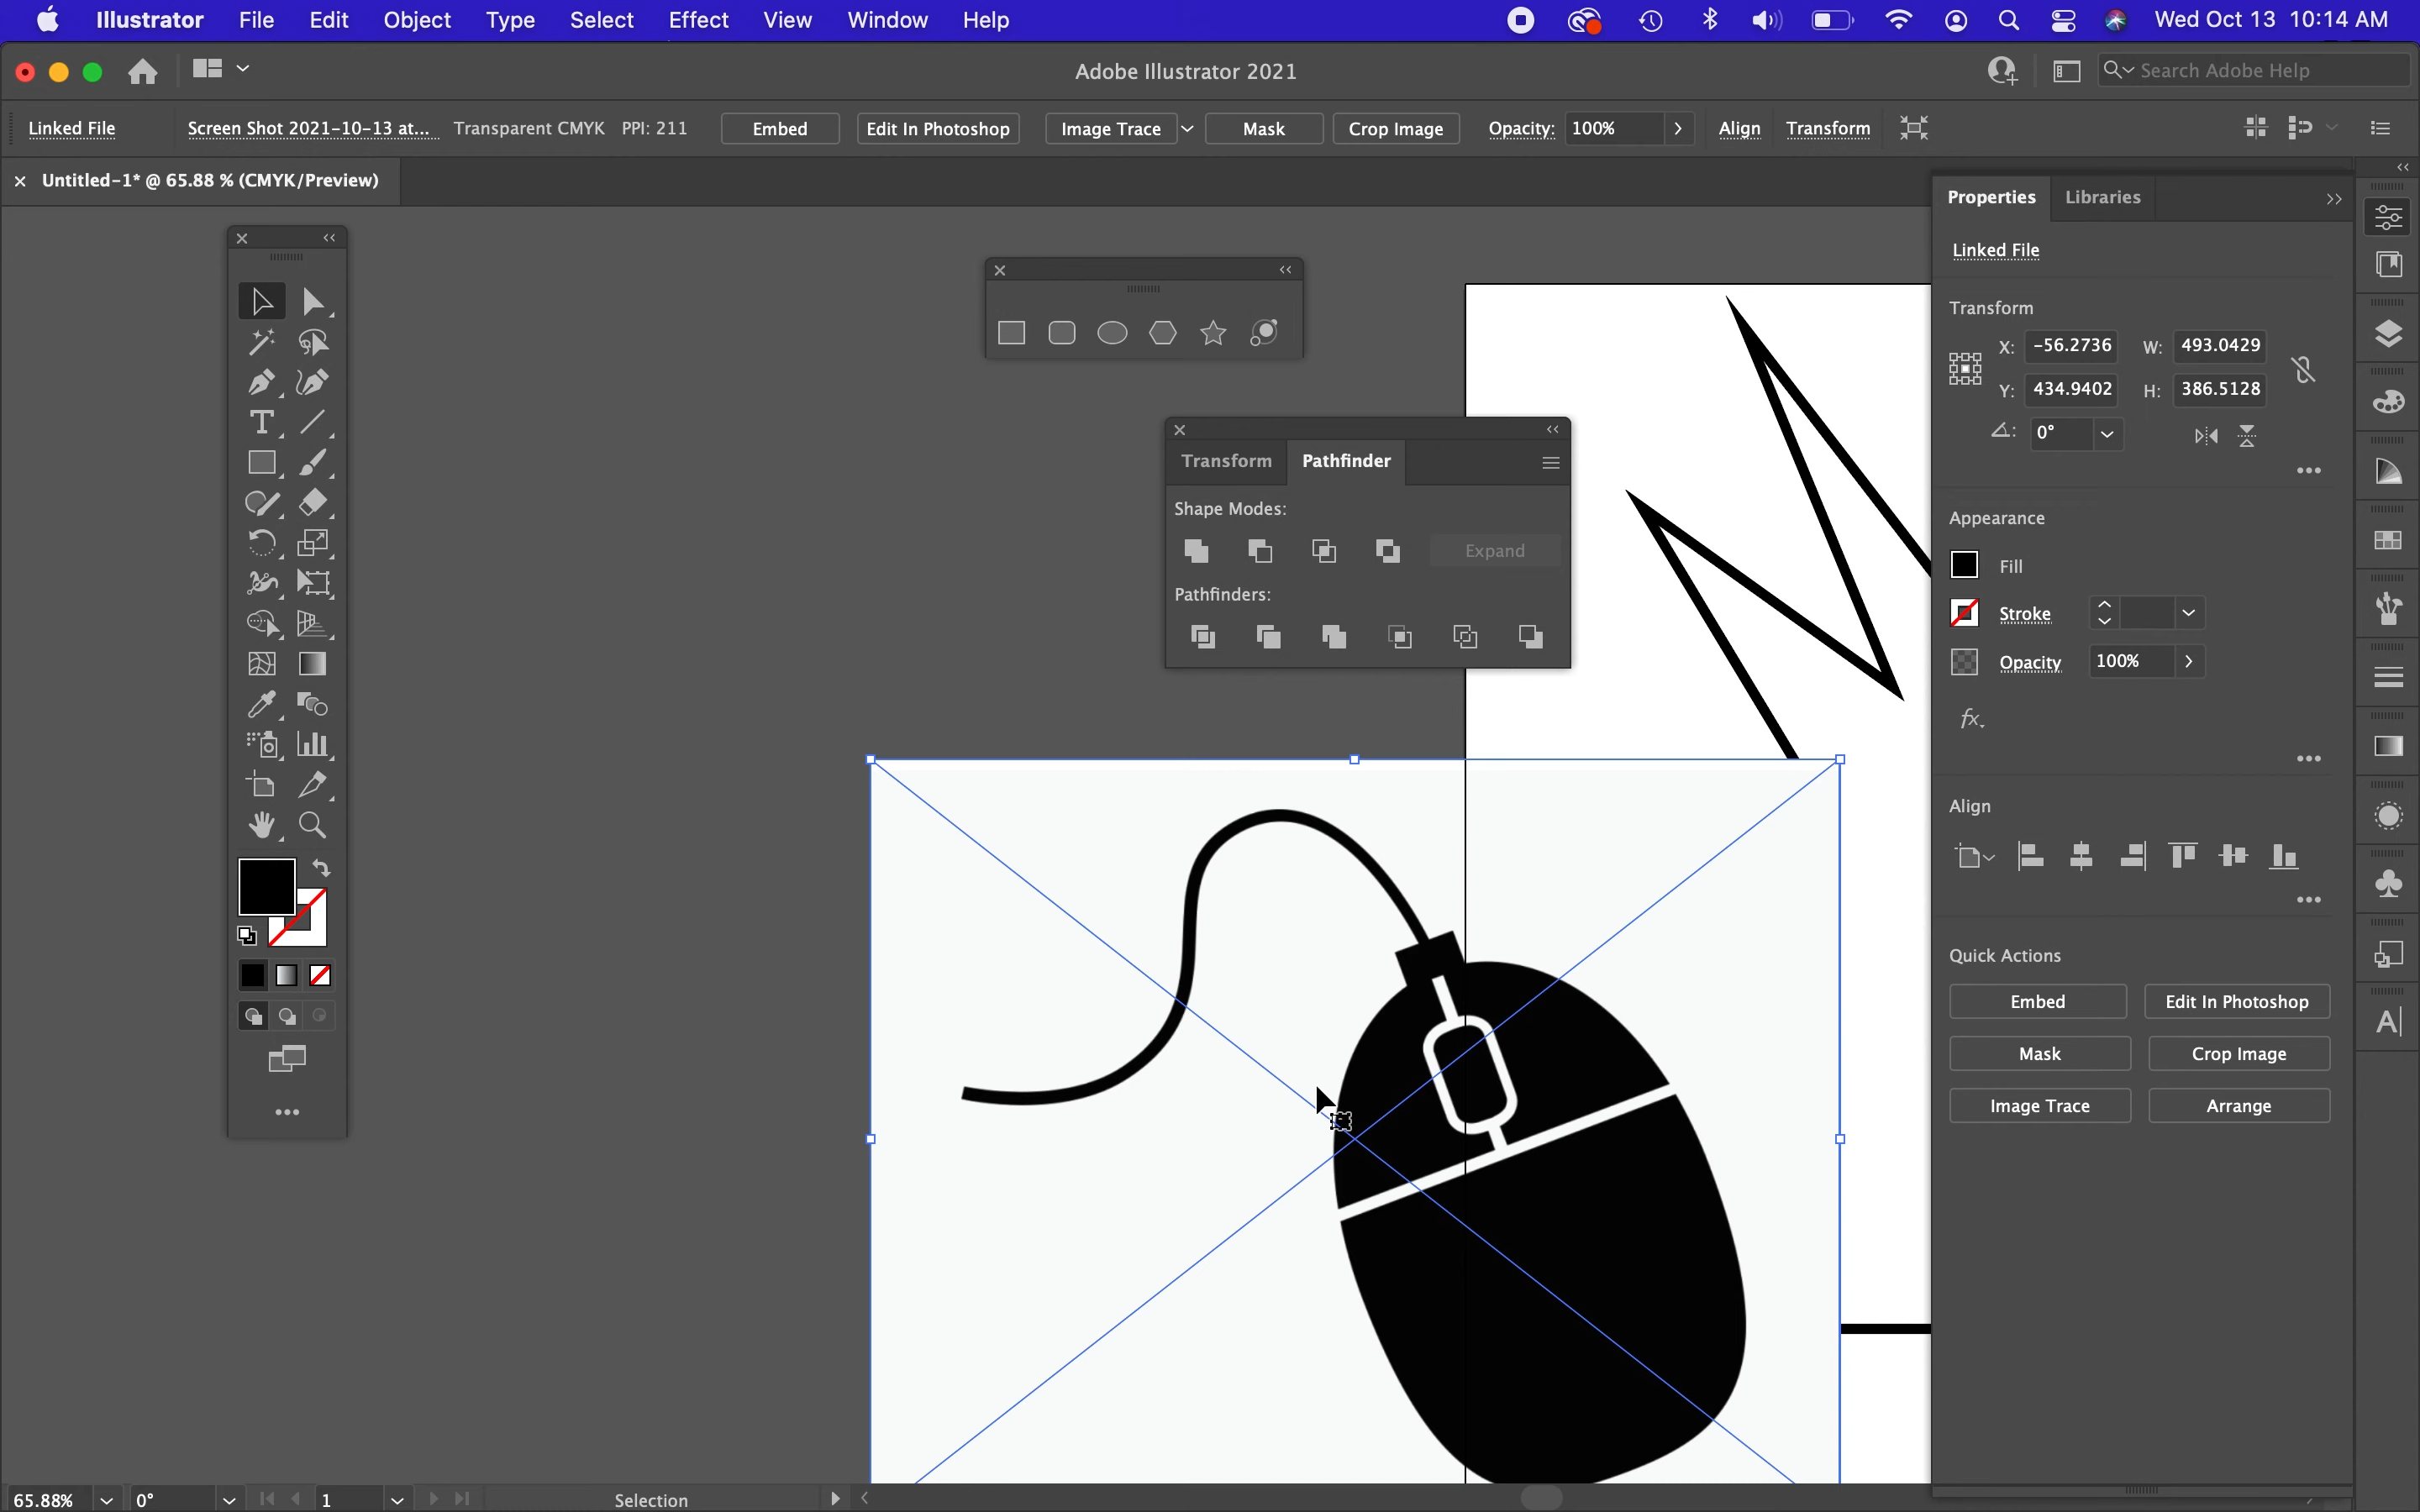 Illustrator File Edit Object Type Select Effect View Window Help Wed Oct 13 10:14 AM
Adobe Illustrator 2021 Search Adobe Help
Linked File Screen Shot 2021-10-13 at... Transparent CMYK PPI: 211 Embed Edit In Photoshop Image Trace Mask Crop Image Opacity: 100% Align Transform
Untitled-1* @ 65.88 % (CMYK/Preview)
Properties Libraries
Linked File
Transform
X: -56.2736 W: 493.0429
Y: 434.9402 H: 386.5128
0°
Transform Pathfinder
Shape Modes:
Expand
Pathfinders:
Appearance
Fill
Stroke
Opacity 100%
fx.
Align
Quick Actions
Embed Edit In Photoshop
Mask Crop Image
Image Trace Arrange
65.88% 0° 1 Selection